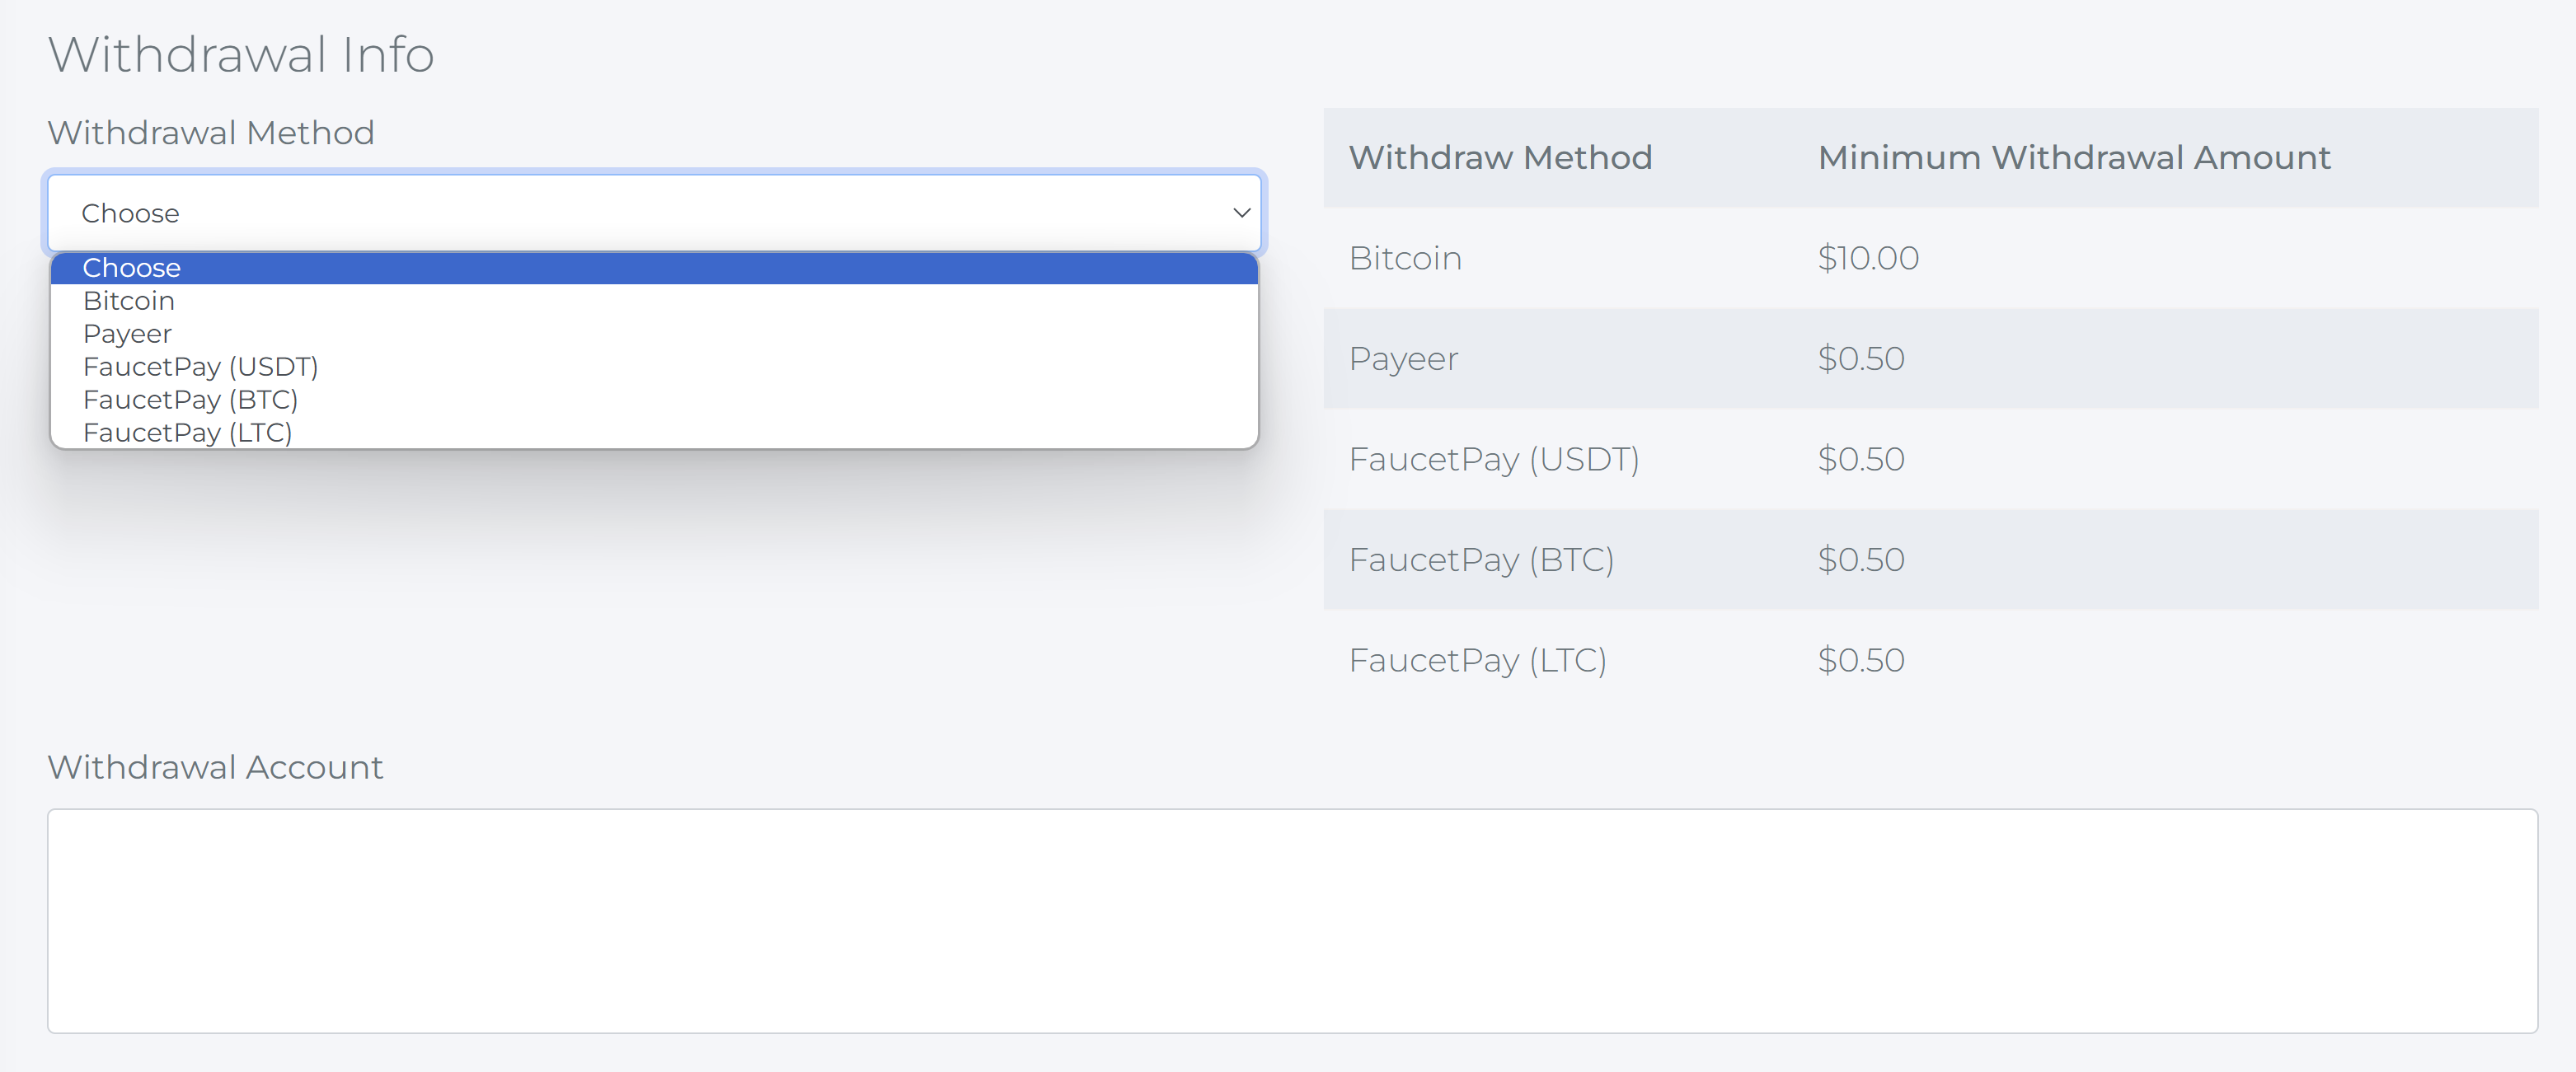 Withdrawal Info
Withdrawal Method
Choose
Choose
Bitcoin
Payeer
FaucetPay (USDT)
FaucetPay (BTC)
FaucetPay (LTC)
Withdraw Method Minimum Withdrawal Amount
Bitcoin $10.00
Payeer $0.50
FaucetPay (USDT) $0.50
FaucetPay (BTC) $0.50
FaucetPay (LTC) $0.50
Withdrawal Account